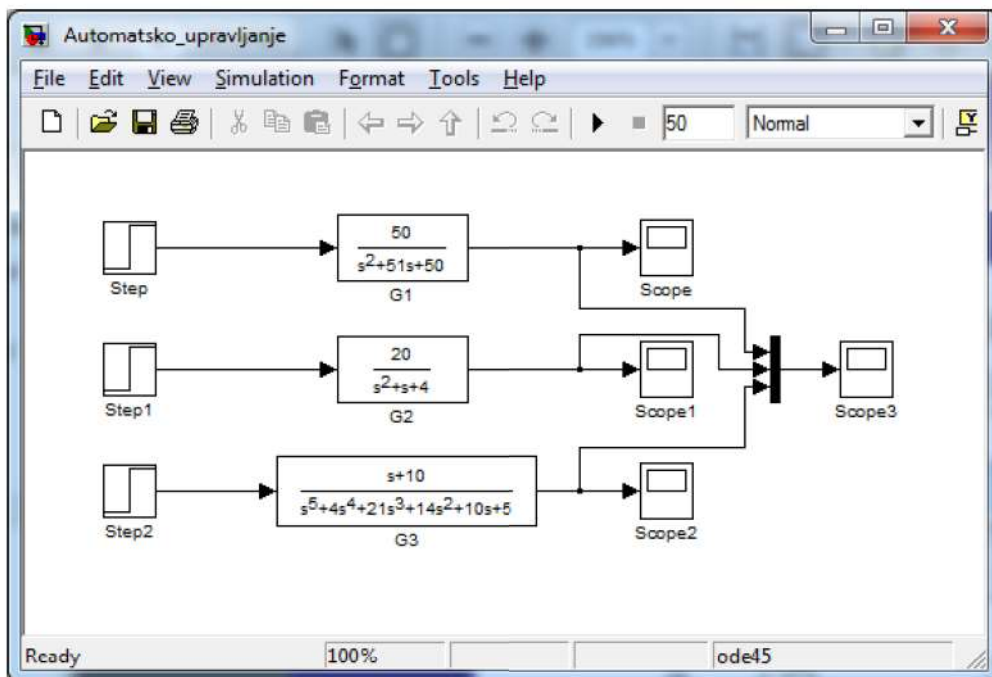 Automatsko_upravljanje
File Edit View Simulation Format Tools Help
50 Normal
50
s2+51s+50
Step
G1
Scope
20
s2+s+4
Step1
G2
Scope1
Scope3
s+10
s5+4s4+21s3+14s2+10s+5
Step2
G3
Scope2
Ready 100% ode45